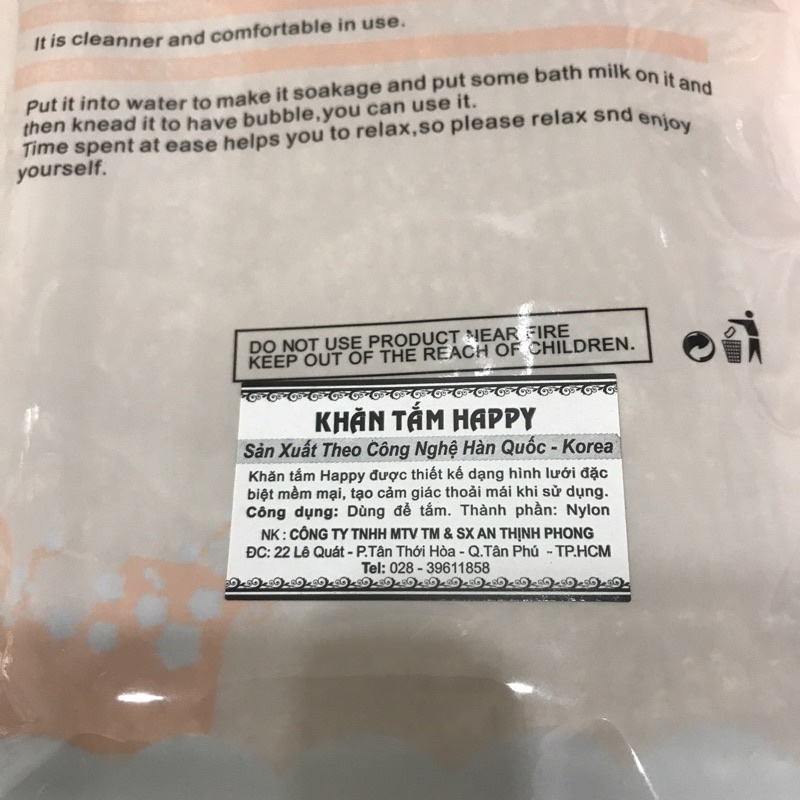 It is cleanner and comfortable in use.
Put it into water to make it soakage and put some bath milk on it and
then knead it to have bubble,you can use it.
Time spent at ease helps you to relax,so please relax snd enjoy
yourself.
DO NOT USE PRODUCT NEAR FIRE
KEEP OUT OF THE REACH OF CHILDREN.
KHĂN TẮM HAPPY
Sản Xuất Theo Công Nghệ Hàn Quốc - Korea
Khăn tắm Happy được thiết kế dạng hình lưới đặc
biệt mềm mại, tạo cảm giác thoải mái khi sử dụng.
Công dụng: Dùng để tắm. Thành phần: Nylon
NK : CÔNG TY TNHH MTV TM & SX AN THỊNH PHONG
ĐC: 22 Lê Quát - P.Tân Thới Hòa - Q.Tân Phú - TP.HCM
Tel: 028 - 39611858